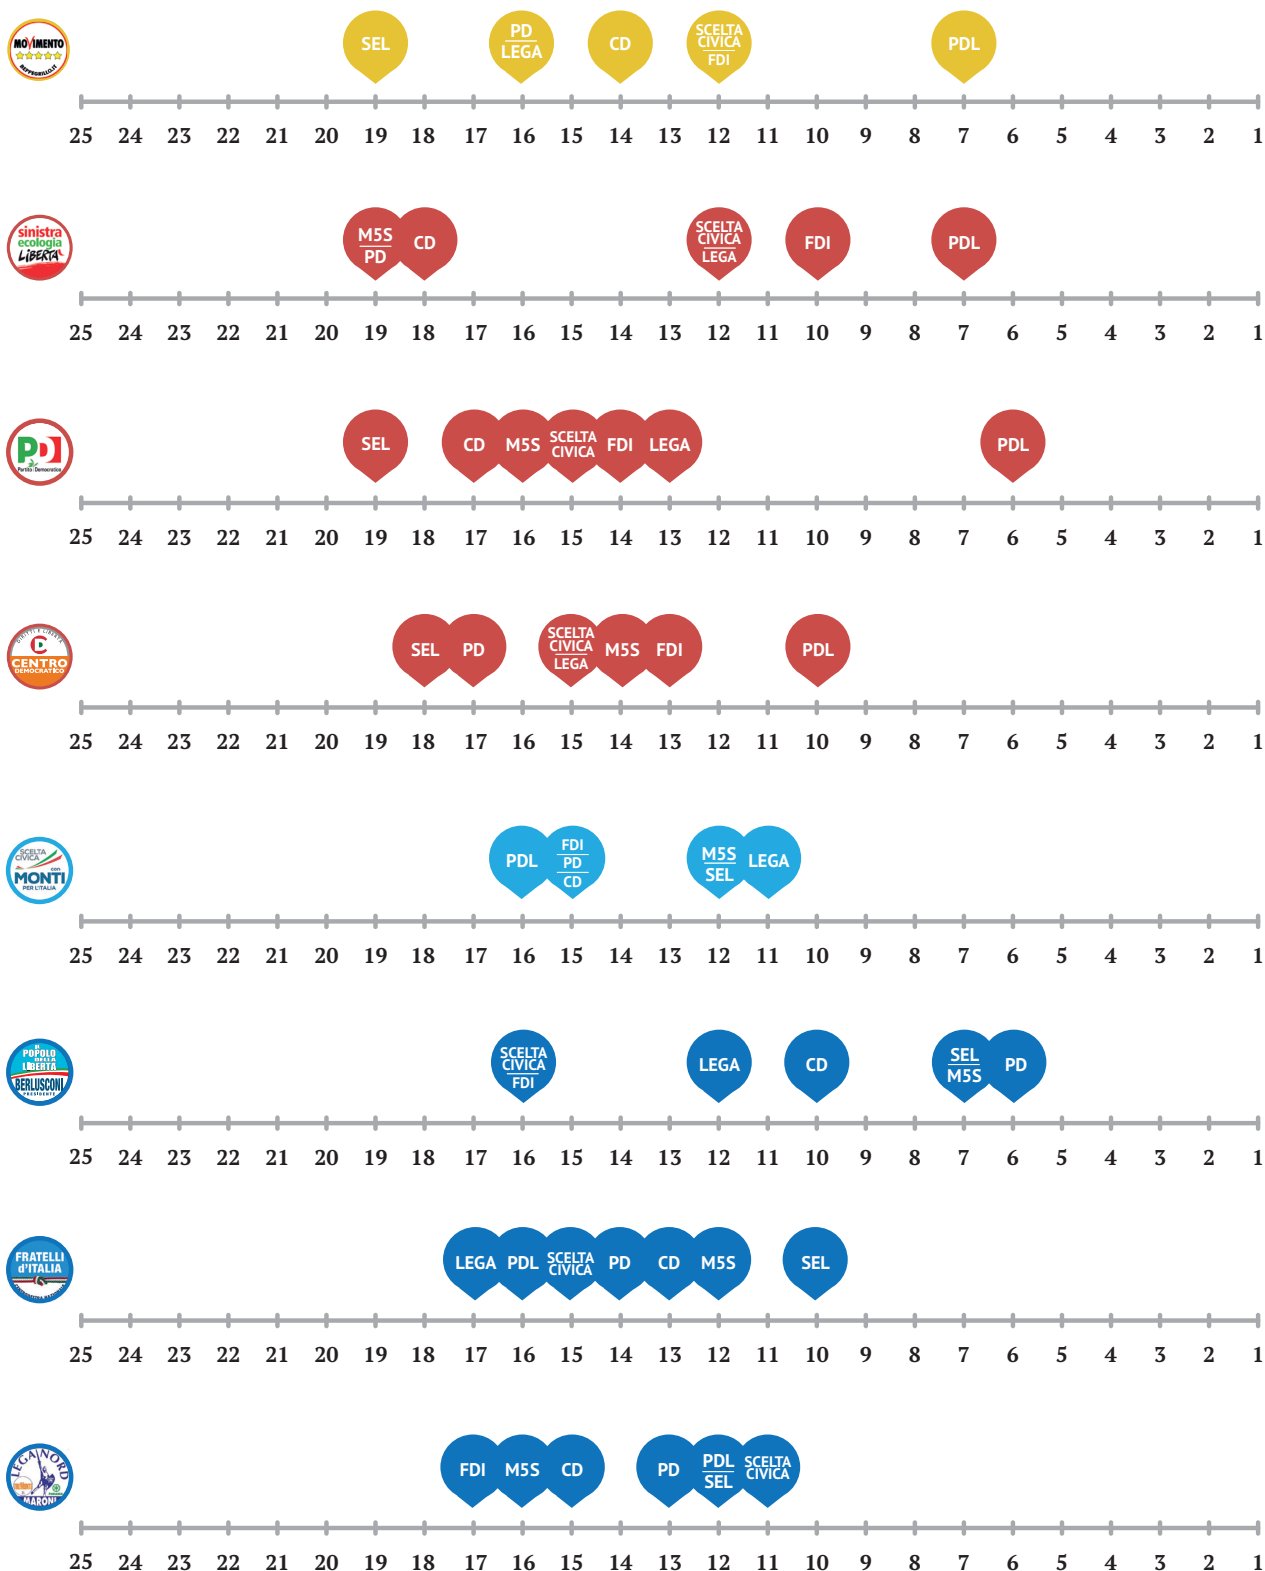 MOVIMENTO
BEPPEGRILLO.IT
SEL
PD
LEGA
CD
SCELTA
CIVICA
FDI
PDL
25 24 23 22 21 20 19 18 17 16 15 14 13 12 11 10 9 8 7 6 5 4 3 2 1
sinistra
ecologia
LIBERTA'
M5S
PD
CD
SCELTA
CIVICA
LEGA
FDI
PDL
25 24 23 22 21 20 19 18 17 16 15 14 13 12 11 10 9 8 7 6 5 4 3 2 1
PD
Partito Democratico
SEL
CD
M5S
SCELTA
CIVICA
FDI
LEGA
PDL
25 24 23 22 21 20 19 18 17 16 15 14 13 12 11 10 9 8 7 6 5 4 3 2 1
DIRITTI E LIBERTA'
CD
CENTRO
DEMOCRATICO
SEL
PD
SCELTA
CIVICA
LEGA
M5S
FDI
PDL
25 24 23 22 21 20 19 18 17 16 15 14 13 12 11 10 9 8 7 6 5 4 3 2 1
SCELTA
CIVICA
con
MONTI
PER L'ITALIA
PDL
FDI
PD
CD
M5S
SEL
LEGA
25 24 23 22 21 20 19 18 17 16 15 14 13 12 11 10 9 8 7 6 5 4 3 2 1
IL
POPOLO
DELLA
LIBERTA
BERLUSCONI
PRESIDENTE
SCELTA
CIVICA
FDI
LEGA
CD
SEL
M5S
PD
25 24 23 22 21 20 19 18 17 16 15 14 13 12 11 10 9 8 7 6 5 4 3 2 1
FRATELLI
d'ITALIA
LEGA
PDL
SCELTA
CIVICA
PD
CD
M5S
SEL
25 24 23 22 21 20 19 18 17 16 15 14 13 12 11 10 9 8 7 6 5 4 3 2 1
LEGA NORD
MARONI
FDI
M5S
CD
PD
PDL
SEL
SCELTA
CIVICA
25 24 23 22 21 20 19 18 17 16 15 14 13 12 11 10 9 8 7 6 5 4 3 2 1